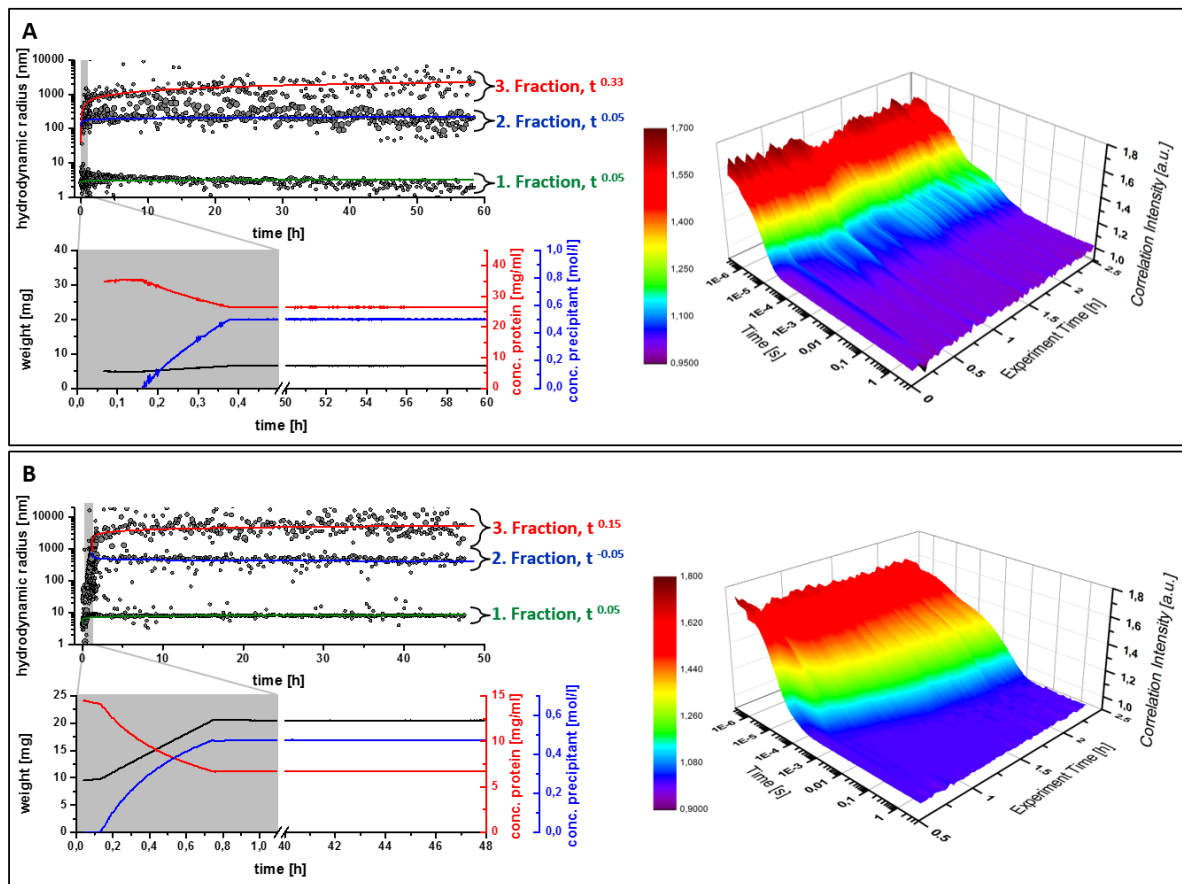 A
hydrodynamic radius [nm]
10000
1000
100
10
1
0 10 20 30 40 50 60
time [h]
3. Fraction, t 0.33
2. Fraction, t 0.05
1. Fraction, t 0.05
weight [mg]
40
30
20
10
0
0,1 0,2 0,3 0,4 50 52 54 56 58 60
time [h]
40
30
20
10
0
conc. protein [mg/ml]
1,0
0,8
0,6
0,4
0,2
0,0
conc. precipitant [mol/l]
1,700
1,550
1,400
1,250
1,100
0.9500
1E-6
1E-5
1E-4
1E-3
0.01
0,1
1
Time [s]
0
0.5
1
1.5
2
2.5
Experiment Time [h]
1,8
1,6
1,4
1,2
1,0
Correlation Intensity [a.u.]
B
hydrodynamic radius [nm]
10000
1000
100
10
1
0 10 20 30 40 50
time [h]
3. Fraction, t 0.15
2. Fraction, t -0.05
1. Fraction, t 0.05
weight [mg]
25
20
15
10
5
0
0,0 0,2 0,4 0,6 0,8 1,0 40 42 44 46 48
time [h]
15
10
5
0
conc. protein [mg/ml]
0,6
0,4
0,2
0,0
conc. precipitant [mol/l]
1,800
1,620
1,440
1,260
1,080
0.9000
1E-6
1E-5
1E-4
1E-3
0.01
0,1
1
Time [s]
0.5
1
1.5
2
2.5
Experiment Time [h]
1,8
1,6
1,4
1,2
1,0
Correlation Intensity [a.u.]